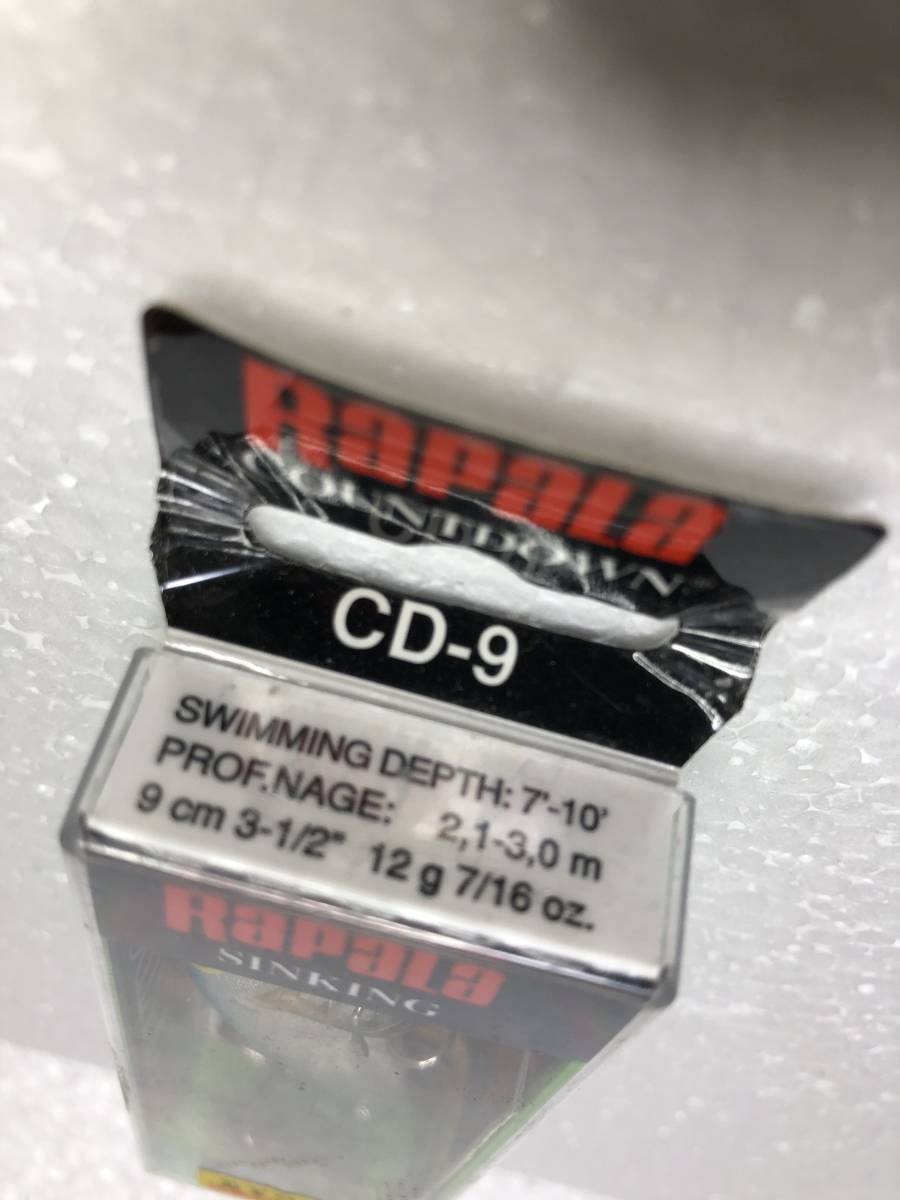 Rapala
COUNTDOWN
CD-9
SWIMMING DEPTH: 7'-10'
PROF.NAGE: 2,1-3,0 m
9 cm 3-1/2" 12 g 7/16 oz.
Rapala
SINKING